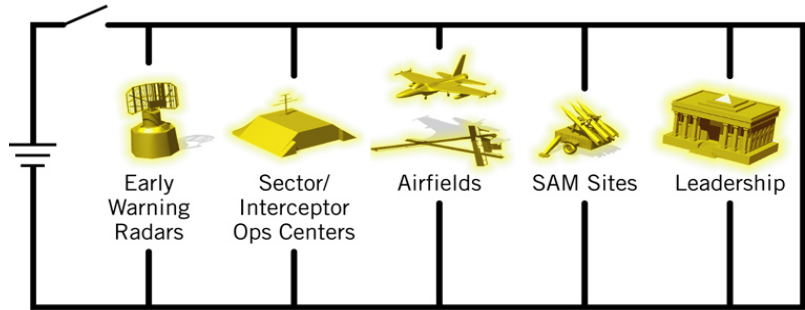 Early
Warning
Radars
Sector/
Interceptor
Ops Centers
Airfields
SAM Sites
Leadership